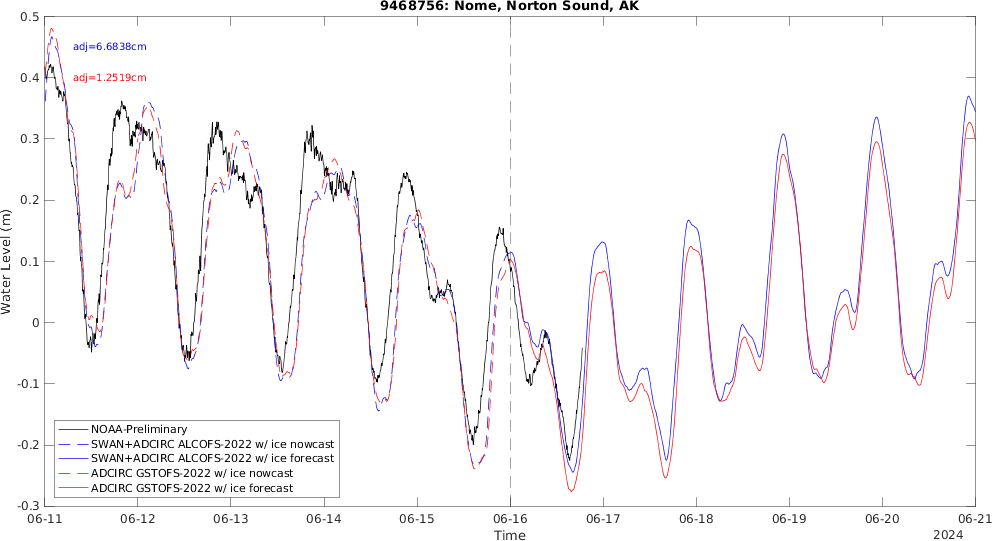 9468756: Nome, Norton Sound, AK
0.5
adj=6.6838cm
adj=1.2519cm
0.4
0.3
0.2
0.1
0
-0.1
-0.2
-0.3
Water Level (m)
NOAA-Preliminary
SWAN+ADCIRC ALCOFS-2022 w/ ice nowcast
SWAN+ADCIRC ALCOFS-2022 w/ ice forecast
ADCIRC GSTOFS-2022 w/ ice nowcast
ADCIRC GSTOFS-2022 w/ ice forecast
06-11 06-12 06-13 06-14 06-15 06-16 06-17 06-18 06-19 06-20 06-21
Time
2024